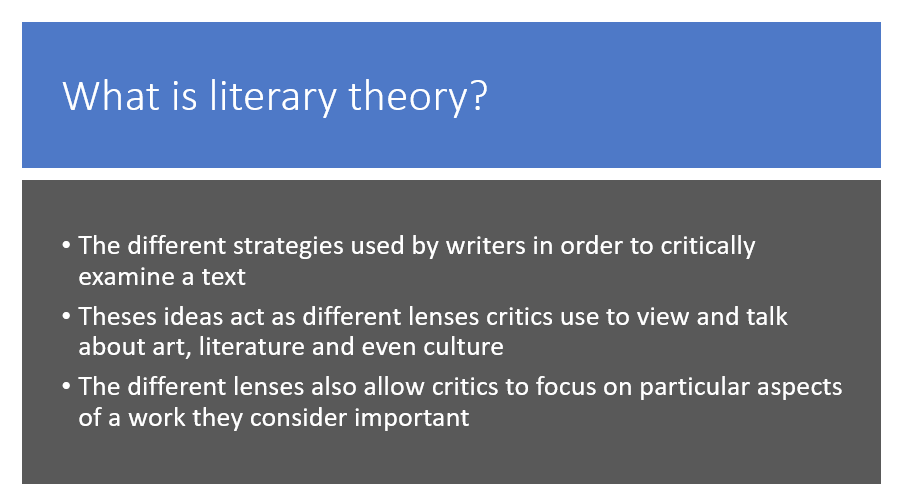 What is literary theory?
• The different strategies used by writers in order to critically
examine a text
• Theses ideas act as different lenses critics use to view and talk
about art, literature and even culture
• The different lenses also allow critics to focus on particular aspects
of a work they consider important